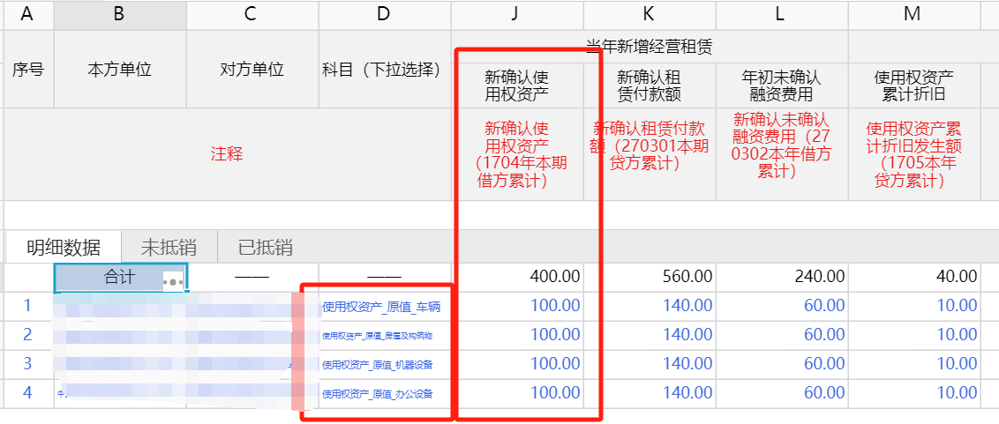 A B C D J K L M
当年新增经营租赁
序号 本方单位 对方单位 科目（下拉选择） 新确认使用权资产 新确认租赁付款额 年初未确认融资费用 使用权资产累计折旧
注释 新确认使用权资产（1704年本期借方累计） 新确认租赁付款额（270301本期贷方累计） 新确认未确认融资费用（270302本年借方累计） 使用权资产累计折旧发生额（1705本年贷方累计）
明细数据 未抵销 已抵销
合计 —— —— 400.00 560.00 240.00 40.00
1 使用权资产_原值_车辆 100.00 140.00 60.00 10.00
2 使用权资产_原值_房屋及构筑物 100.00 140.00 60.00 10.00
3 使用权资产_原值_机器设备 100.00 140.00 60.00 10.00
4 使用权资产_原值_办公设备 100.00 140.00 60.00 10.00